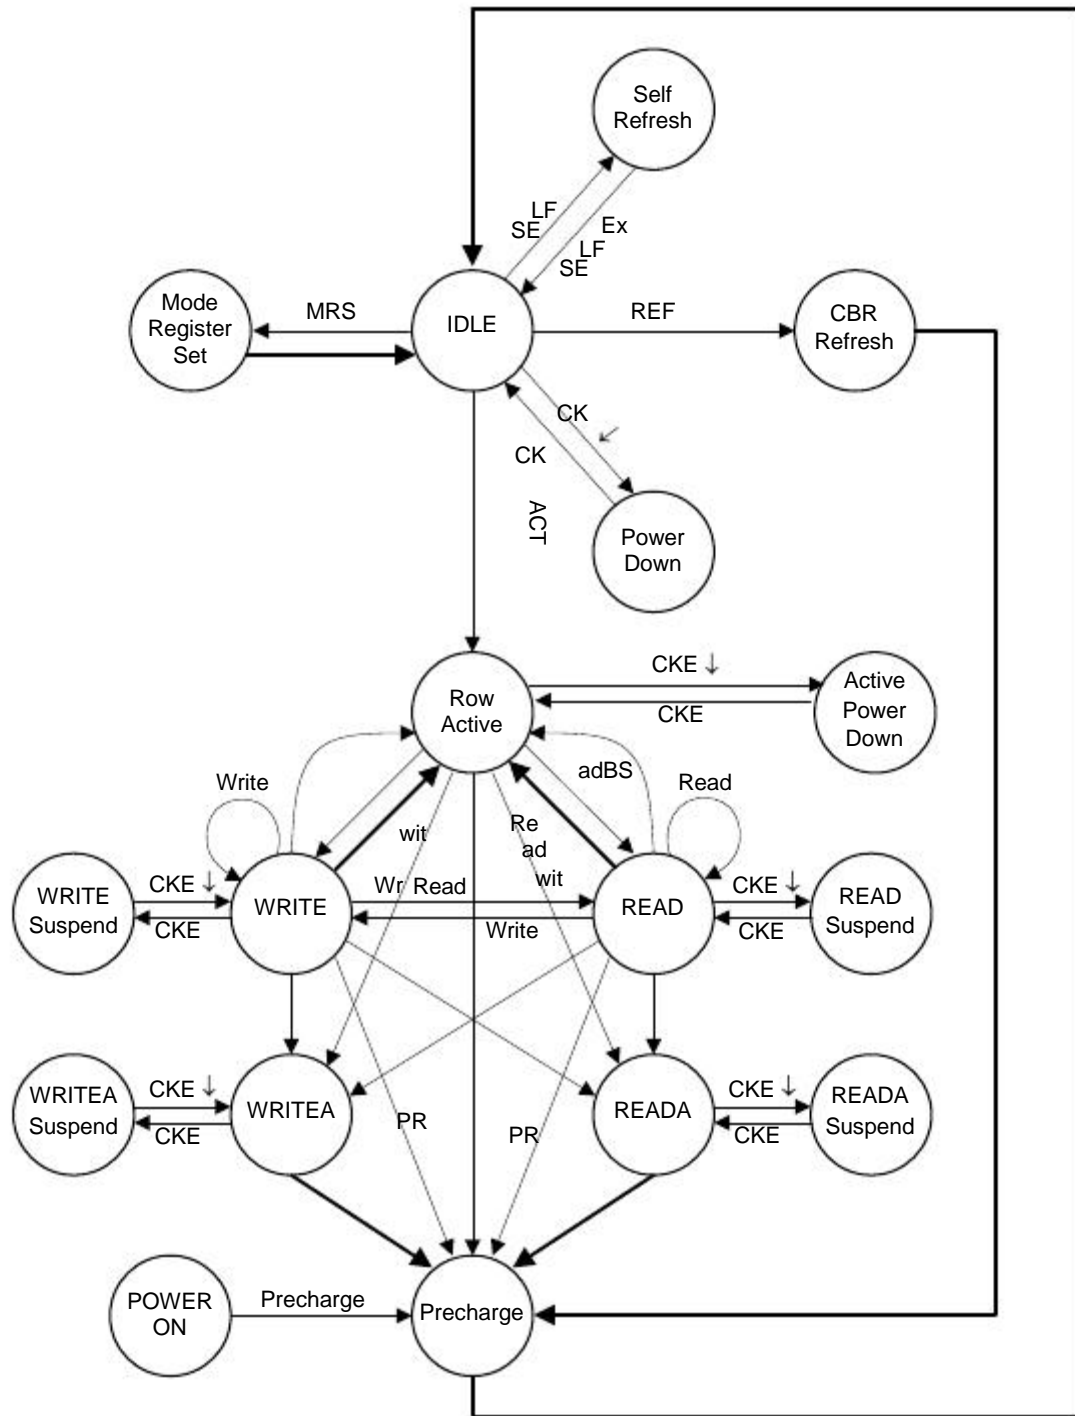 Self
Refresh
LF
SE
Ex
LF
SE
Mode
Register
Set
MRS
IDLE
REF
CBR
Refresh
CK
↓
CK
ACT
Power
Down
Row
Active
CKE ↓
CKE
Active
Power
Down
Write
adBS
Read
wit
Re
ad
wit
WRITE
Suspend
CKE ↓
CKE
WRITE
Wr
Read
Write
READ
CKE ↓
CKE
READ
Suspend
WRITEA
Suspend
CKE ↓
CKE
WRITEA
PR
PR
READA
CKE ↓
CKE
READA
Suspend
POWER
ON
Precharge
Precharge